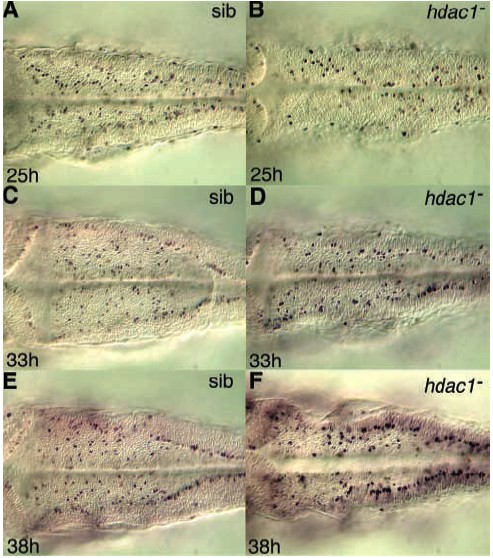 A sib
B hdac1-
25h
25h
C sib
D hdac1-
33h
33h
E sib
F hdac1-
38h
38h